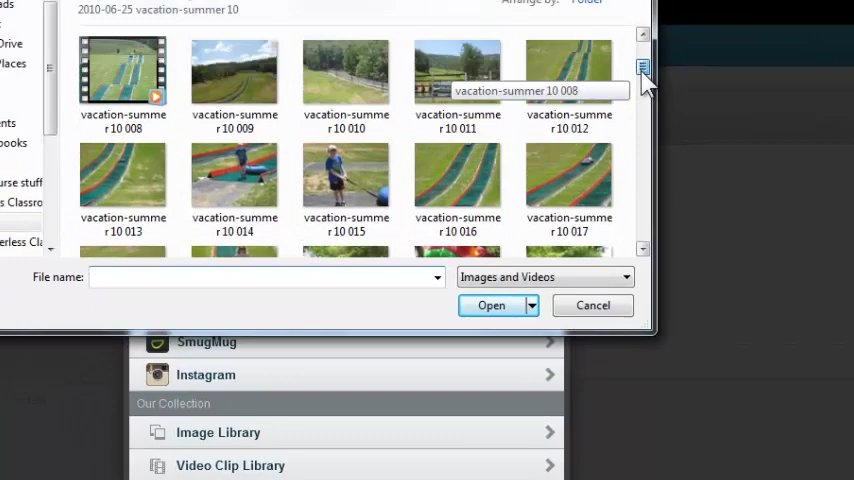 Arrange by: Folder
2010-06-25 vacation-summer 10
Drive
Places
vacation-summe
r 10 008
vacation-summe
r 10 009
vacation-summe
r 10 010
vacation-summe
r 10 011
vacation-summe
r 10 012
vacation-summer 10 008
ents
books
urse stuff
s Classro
erless Cla
vacation-summe
r 10 013
vacation-summe
r 10 014
vacation-summe
r 10 015
vacation-summe
r 10 016
vacation-summe
r 10 017
File name:
Images and Videos
Open
Cancel
SmugMug
Instagram
Our Collection
Image Library
Video Clip Library